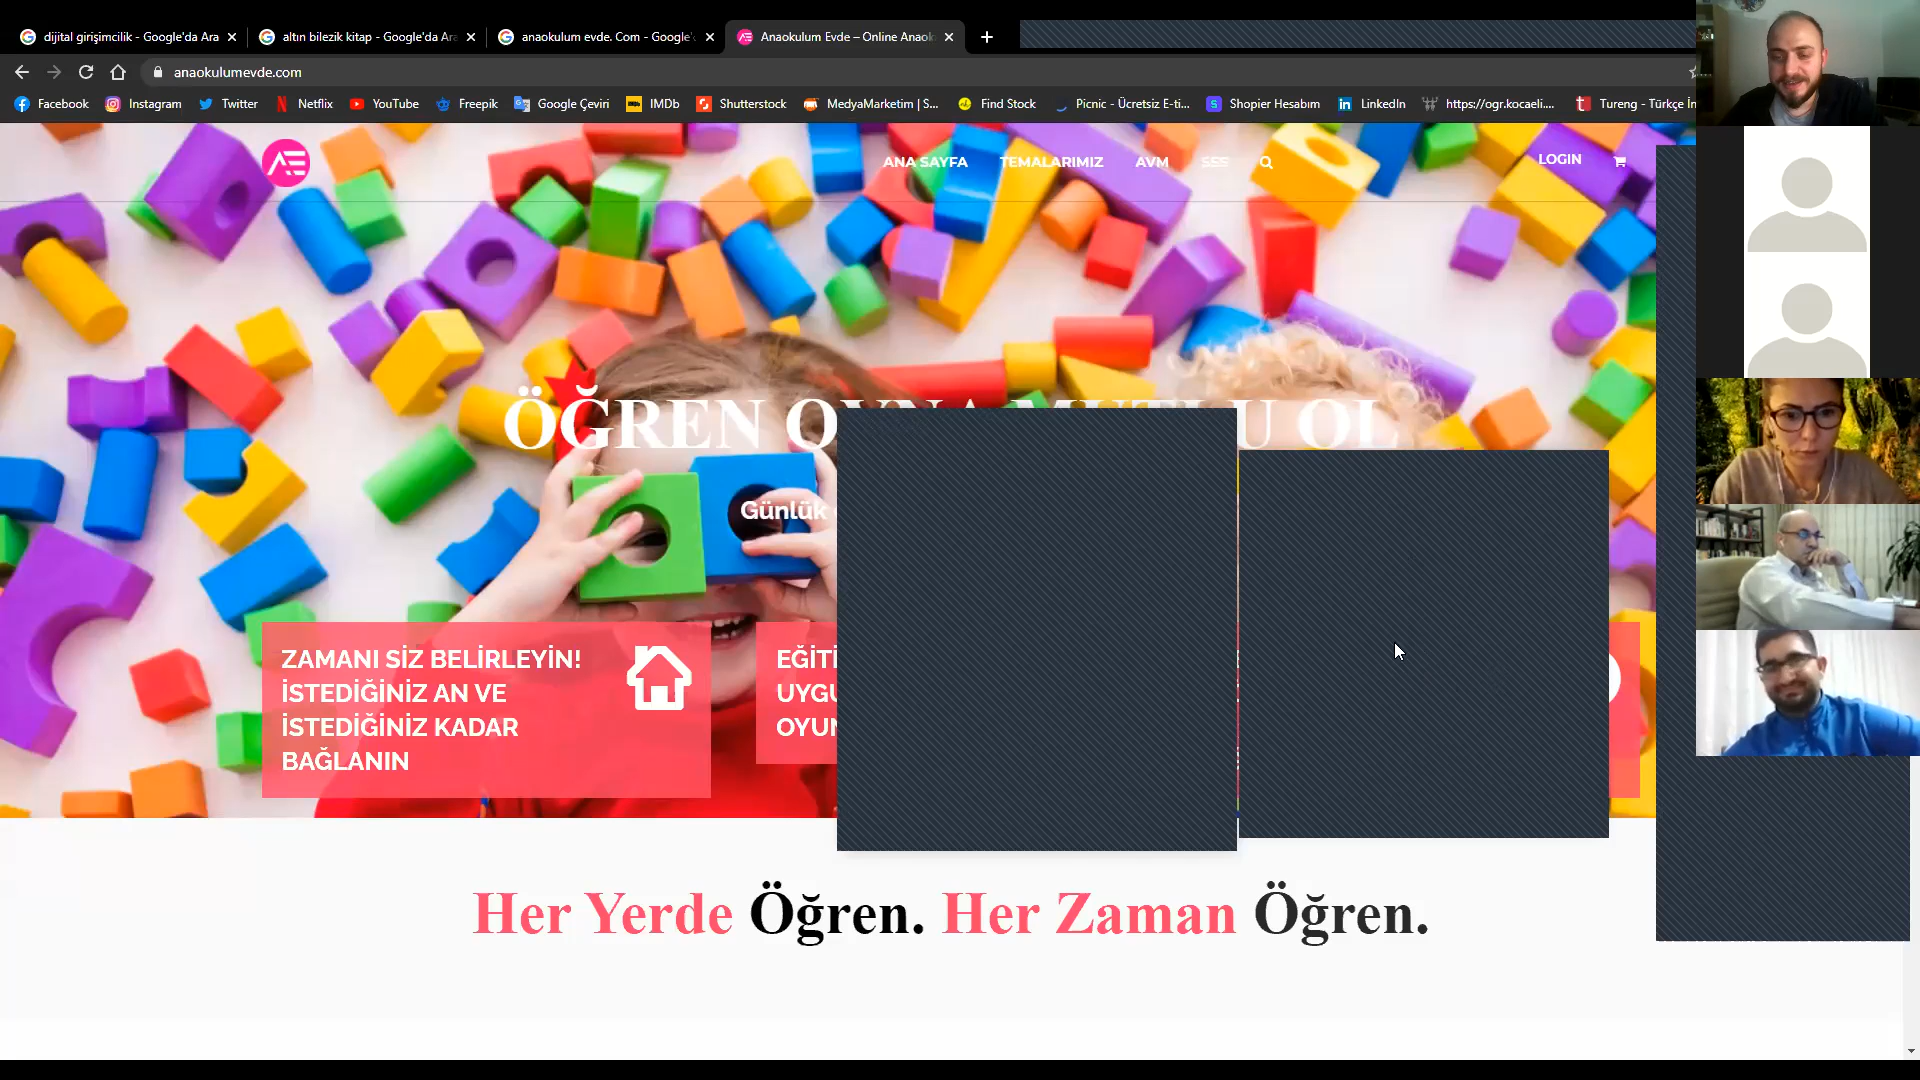 dijital girişimcilik - Google'da Ara
altın bilezik kitap - Google'da Ara
anaokulum evde. Com - Google'
Anaokulum Evde – Online Anaok
anaokulumevde.com
Facebook
Instagram
Twitter
Netflix
YouTube
Freepik
Google Çeviri
IMDb
Shutterstock
MedyaMarketim | S...
Find Stock
Picnic - Ücretsiz E-ti...
Shopier Hesabım
LinkedIn
https://ogr.kocaeli....
Tureng - Türkçe İn
ANA SAYFA
TEMALARIMIZ
AVM
SSS
LOGIN
ÖĞREN OYNA MUTLU OL
Günlük
ZAMANI SİZ BELİRLEYİN!
İSTEDİĞİNİZ AN VE
İSTEDİĞİNİZ KADAR
BAĞLANIN
EĞİTİ
UYGU
OYUN
Her Yerde Öğren. Her Zaman Öğren.